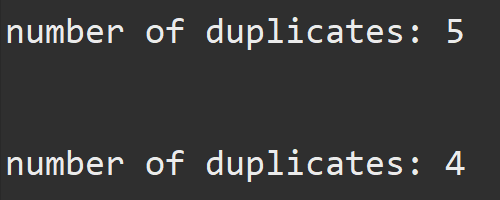 number of duplicates: 5
number of duplicates: 4